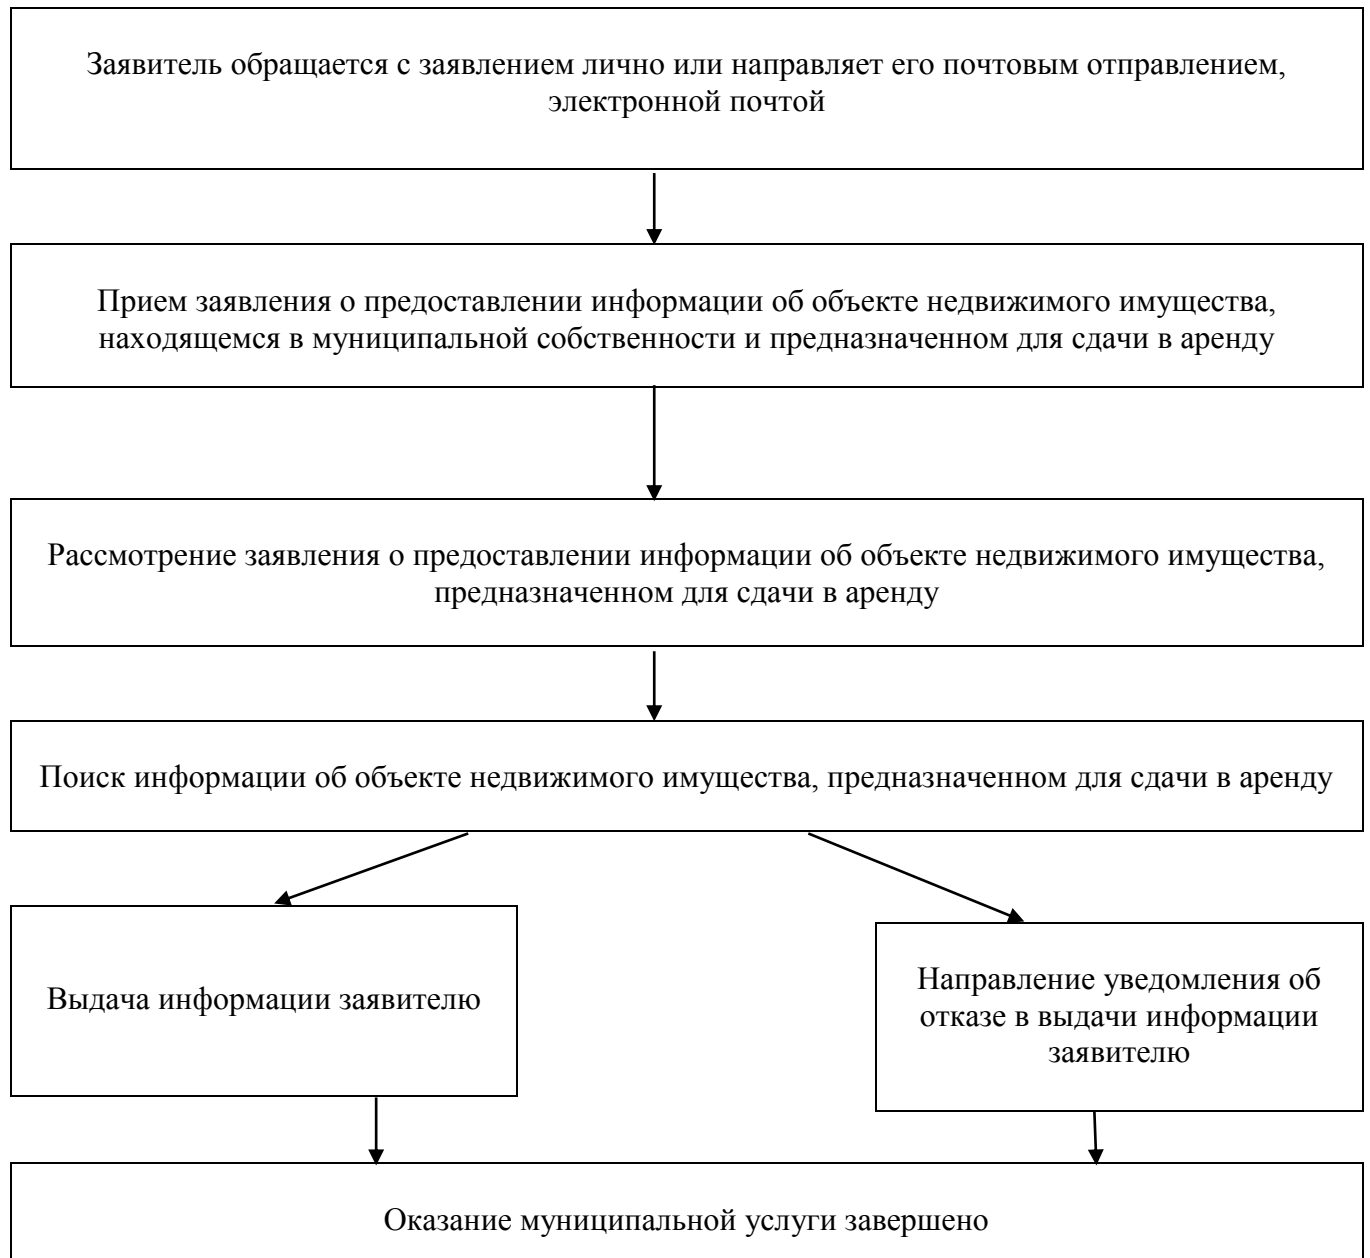 Заявитель обращается с заявлением лично или направляет его почтовым отправлением,
электронной почтой
Прием заявления о предоставлении информации об объекте недвижимого имущества,
находящемся в муниципальной собственности и предназначенном для сдачи в аренду
Рассмотрение заявления о предоставлении информации об объекте недвижимого имущества,
предназначенном для сдачи в аренду
Поиск информации об объекте недвижимого имущества, предназначенном для сдачи в аренду
Выдача информации заявителю
Направление уведомления об
отказе в выдачи информации
заявителю
Оказание муниципальной услуги завершено